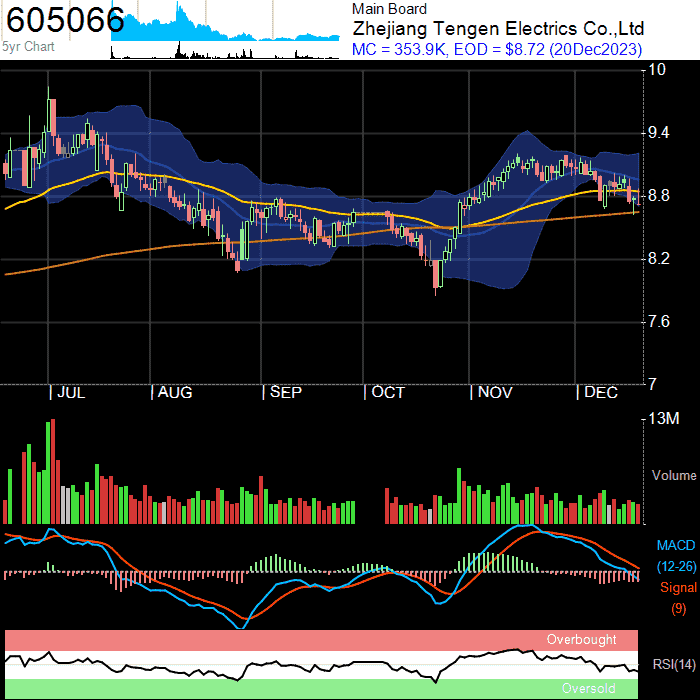 605066
5yr Chart
Main Board
Zhejiang Tengen Electrics Co.,Ltd
MC = 353.9K, EOD = $8.72 (20Dec2023)
10
9.4
8.8
8.2
7.6
7
JUL AUG SEP OCT NOV DEC
13M
Volume
MACD
(12-26)
Signal
(9)
Overbought
RSI(14)
Oversold